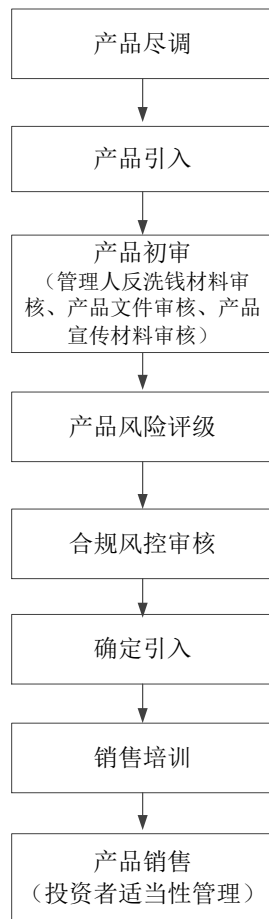 产品尽调
产品引入
产品初审
（管理人反洗钱材料审
核、产品文件审核、产品
宣传材料审核）
产品风险评级
合规风控审核
确定引入
销售培训
产品销售
（投资者适当性管理）